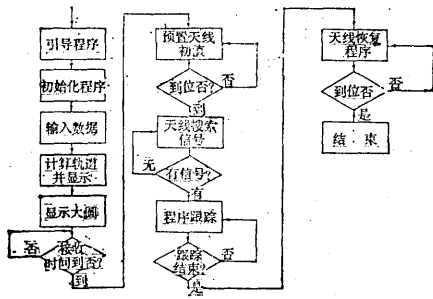 引导程序
初始化程序
输入数据
计算轨道
并显示
显示大圈
接收
时间到否?
否
到
预置天线
初值
到位否?
否
到
天线搜索
信号
无
有信号?
有
程序跟踪
跟踪
结束?
否
是
天线恢复
程序
到位否
否
是
结束